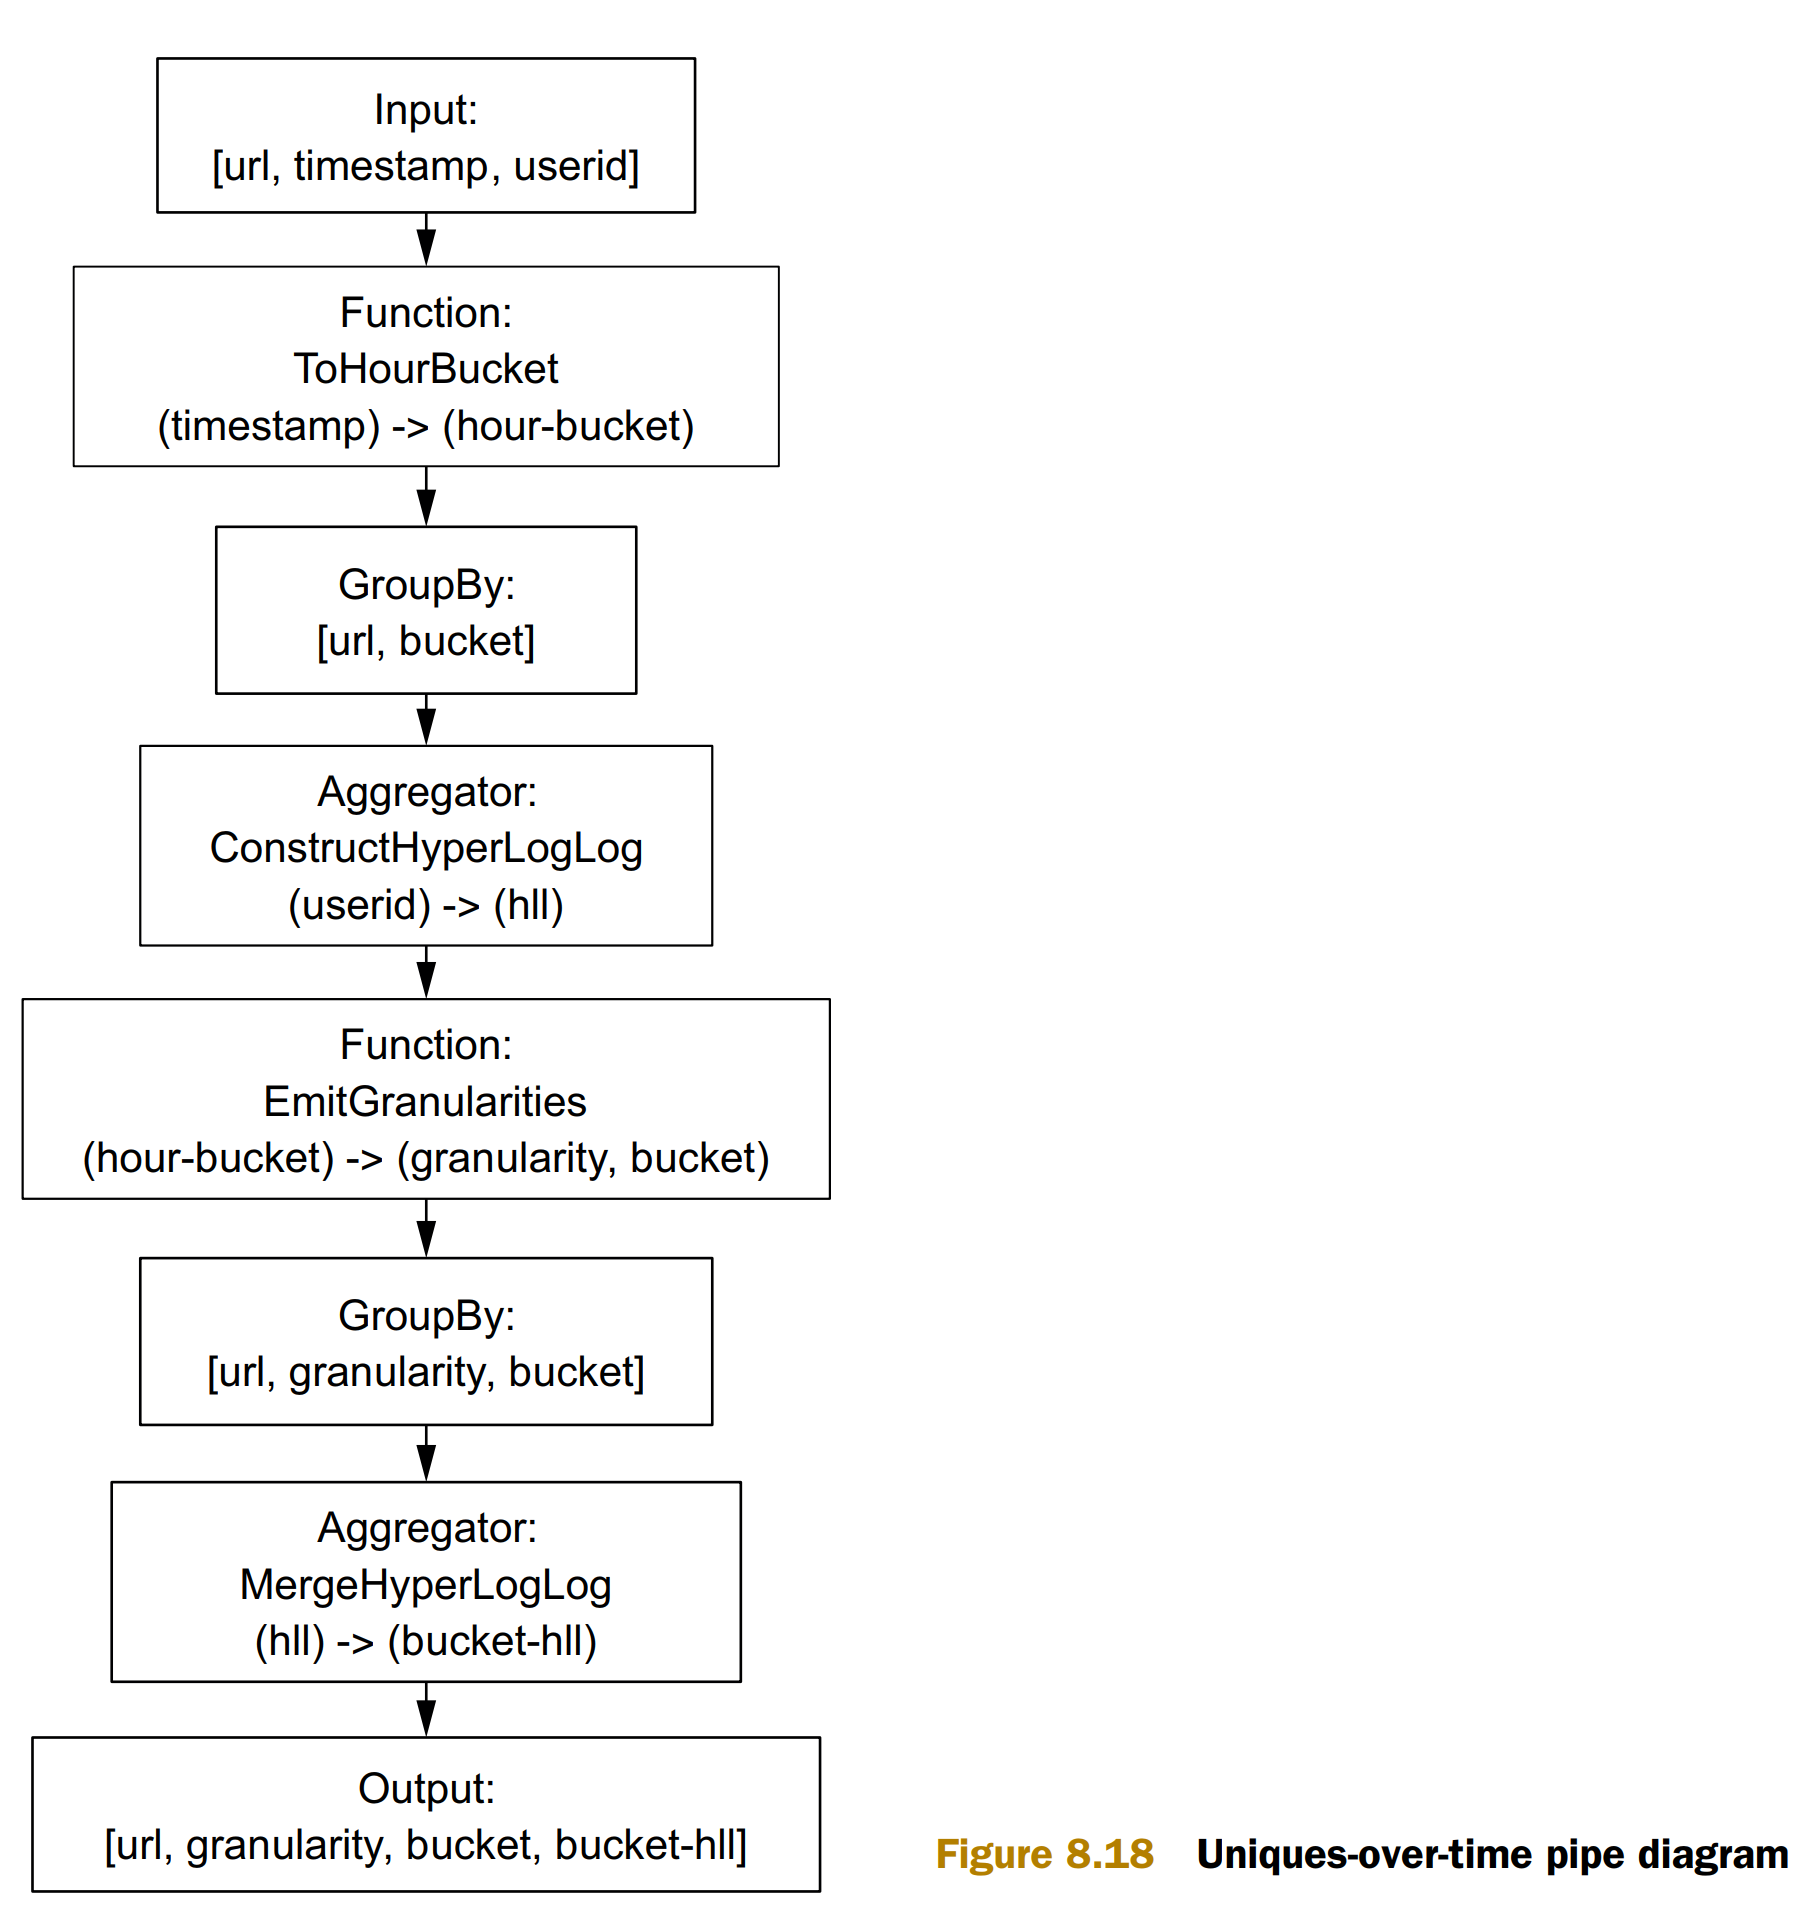 Input:
[url, timestamp, userid]
Function:
ToHourBucket
(timestamp) -> (hour-bucket)
GroupBy:
[url, bucket]
Aggregator:
ConstructHyperLogLog
(userid) -> (hll)
Function:
EmitGranularities
(hour-bucket) -> (granularity, bucket)
GroupBy:
[url, granularity, bucket]
Aggregator:
MergeHyperLogLog
(hll) -> (bucket-hll)
Output:
[url, granularity, bucket, bucket-hll]
Figure 8.18 Uniques-over-time pipe diagram